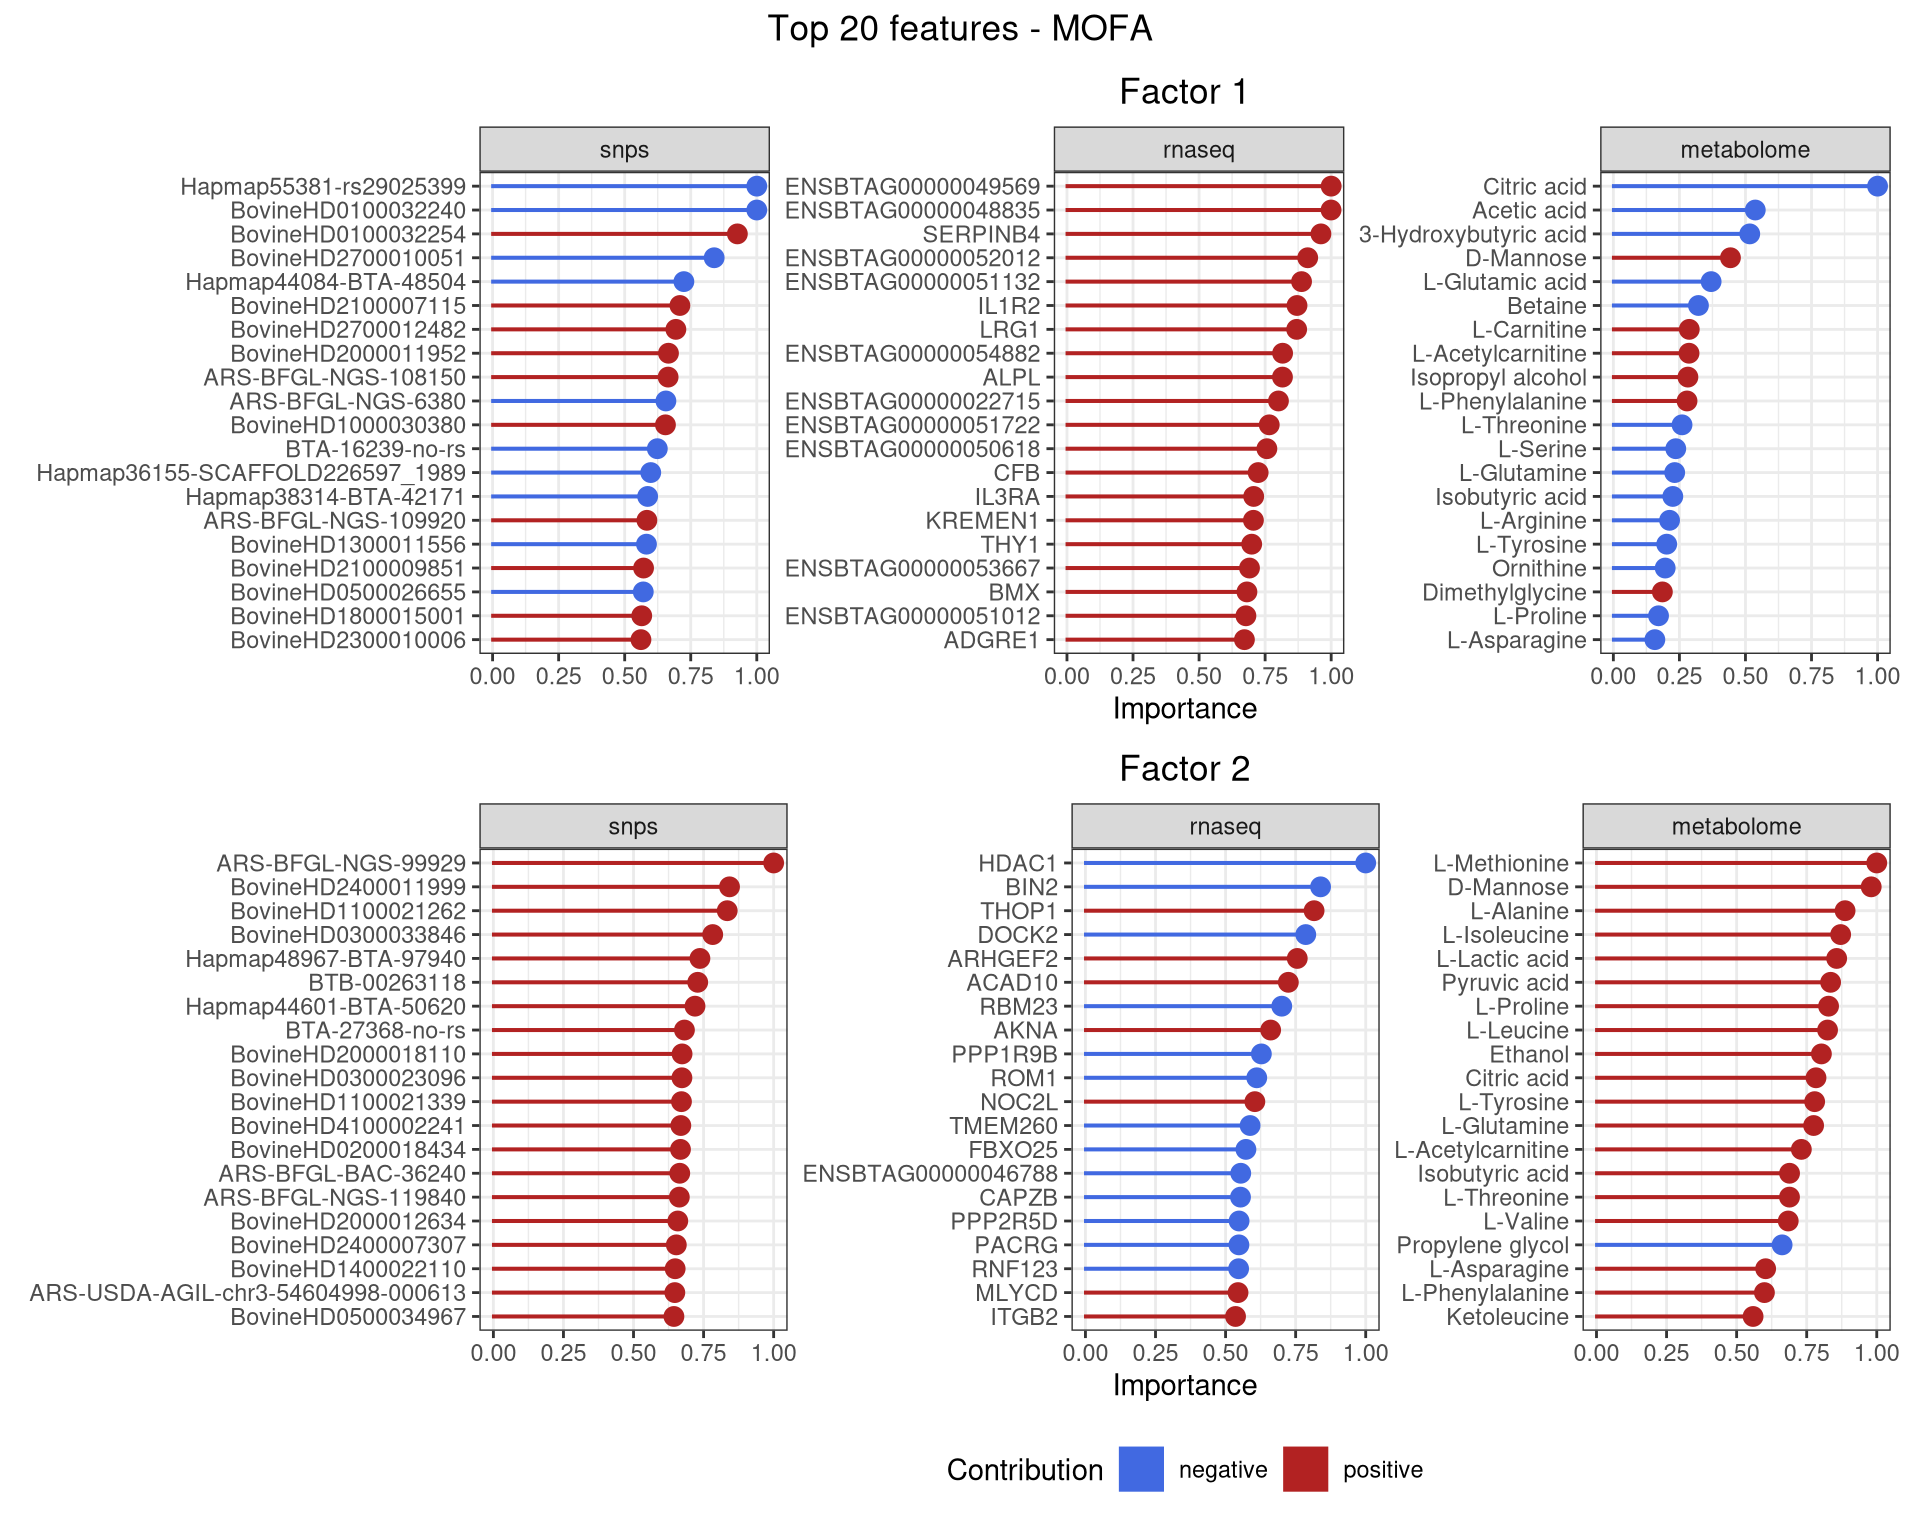 Top 20 features - MOFA
Factor 1
snps
Hapmap55381-rs29025399
BovineHD0100032240
BovineHD0100032254
BovineHD2700010051
Hapmap44084-BTA-48504
BovineHD2100007115
BovineHD2700012482
BovineHD2000011952
ARS-BFGL-NGS-108150
ARS-BFGL-NGS-6380
BovineHD1000030380
BTA-16239-no-rs
Hapmap36155-SCAFFOLD226597_1989
Hapmap38314-BTA-42171
ARS-BFGL-NGS-109920
BovineHD1300011556
BovineHD2100009851
BovineHD0500026655
BovineHD1800015001
BovineHD2300010006
0.00 0.25 0.50 0.75 1.00
rnaseq
ENSBTAG00000049569
ENSBTAG00000048835
SERPINB4
ENSBTAG00000052012
ENSBTAG00000051132
IL1R2
LRG1
ENSBTAG00000054882
ALPL
ENSBTAG00000022715
ENSBTAG00000051722
ENSBTAG00000050618
CFB
IL3RA
KREMEN1
THY1
ENSBTAG00000053667
BMX
ENSBTAG00000051012
ADGRE1
0.00 0.25 0.50 0.75 1.00
metabolome
Citric acid
Acetic acid
3-Hydroxybutyric acid
D-Mannose
L-Glutamic acid
Betaine
L-Carnitine
L-Acetylcarnitine
Isopropyl alcohol
L-Phenylalanine
L-Threonine
L-Serine
L-Glutamine
Isobutyric acid
L-Arginine
L-Tyrosine
Ornithine
Dimethylglycine
L-Proline
L-Asparagine
0.00 0.25 0.50 0.75 1.00
Importance
Factor 2
snps
ARS-BFGL-NGS-99929
BovineHD2400011999
BovineHD1100021262
BovineHD0300033846
Hapmap48967-BTA-97940
BTB-00263118
Hapmap44601-BTA-50620
BTA-27368-no-rs
BovineHD2000018110
BovineHD0300023096
BovineHD1100021339
BovineHD4100002241
BovineHD0200018434
ARS-BFGL-BAC-36240
ARS-BFGL-NGS-119840
BovineHD2000012634
BovineHD2400007307
BovineHD1400022110
ARS-USDA-AGIL-chr3-54604998-000613
BovineHD0500034967
0.00 0.25 0.50 0.75 1.00
rnaseq
HDAC1
BIN2
THOP1
DOCK2
ARHGEF2
ACAD10
RBM23
AKNA
PPP1R9B
ROM1
NOC2L
TMEM260
FBXO25
ENSBTAG00000046788
CAPZB
PPP2R5D
PACRG
RNF123
MLYCD
ITGB2
0.00 0.25 0.50 0.75 1.00
metabolome
L-Methionine
D-Mannose
L-Alanine
L-Isoleucine
L-Lactic acid
Pyruvic acid
L-Proline
L-Leucine
Ethanol
Citric acid
L-Tyrosine
L-Glutamine
L-Acetylcarnitine
Isobutyric acid
L-Threonine
L-Valine
Propylene glycol
L-Asparagine
L-Phenylalanine
Ketoleucine
0.00 0.25 0.50 0.75 1.00
Importance
Contribution negative positive